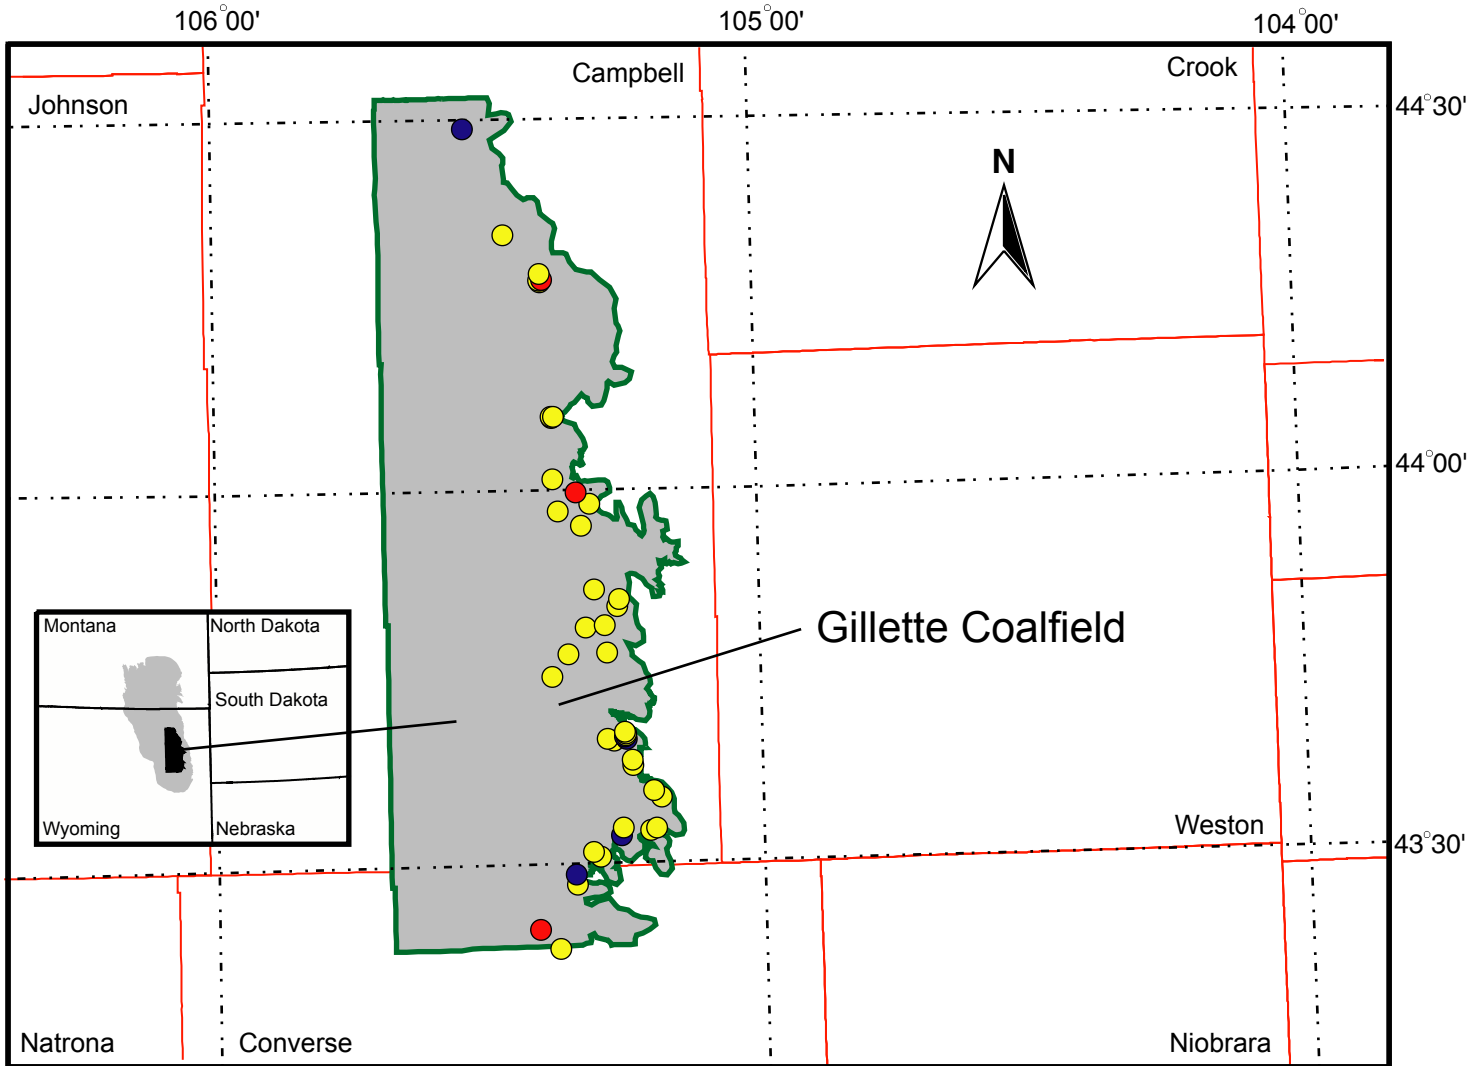 106°00'
105°00'
104°00'
Campbell
Crook
Johnson
44°30'
N
44°00'
Gillette Coalfield
Montana
North Dakota
South Dakota
Wyoming
Nebraska
Weston
43°30'
Natrona
Converse
Niobrara